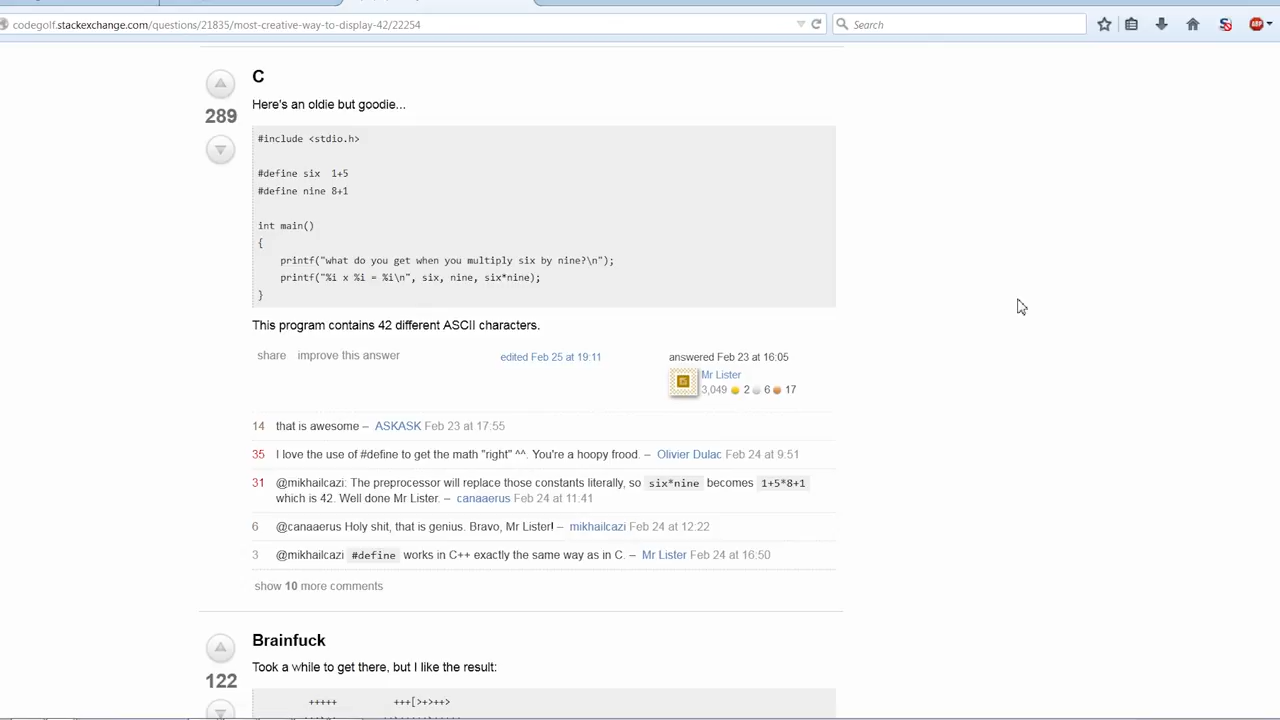 codegolf.stackexchange.com/questions/21835/most-creative-way-to-display-42/22254
Search
ABP
C
289
Here's an oldie but goodie...
#include <stdio.h>
#define six  1+5
#define nine 8+1
int main()
{
    printf("what do you get when you multiply six by nine?\n");
    printf("%i x %i = %i\n", six, nine, six*nine);
}
This program contains 42 different ASCII characters.
share improve this answer
edited Feb 25 at 19:11
answered Feb 23 at 16:05
Mr Lister
3,049 2 6 17
14 that is awesome – ASKASK Feb 23 at 17:55
35 I love the use of #define to get the math "right" ^^. You're a hoopy frood. – Olivier Dulac Feb 24 at 9:51
31 @mikhailcazi: The preprocessor will replace those constants literally, so six*nine becomes 1+5*8+1
which is 42. Well done Mr Lister. – canaaerus Feb 24 at 11:41
6 @canaaerus Holy shit, that is genius. Bravo, Mr Lister! – mikhailcazi Feb 24 at 12:22
3 @mikhailcazi #define works in C++ exactly the same way as in C. – Mr Lister Feb 24 at 16:50
show 10 more comments
Brainfuck
122
Took a while to get there, but I like the result:
+++++ +++[>+>++>